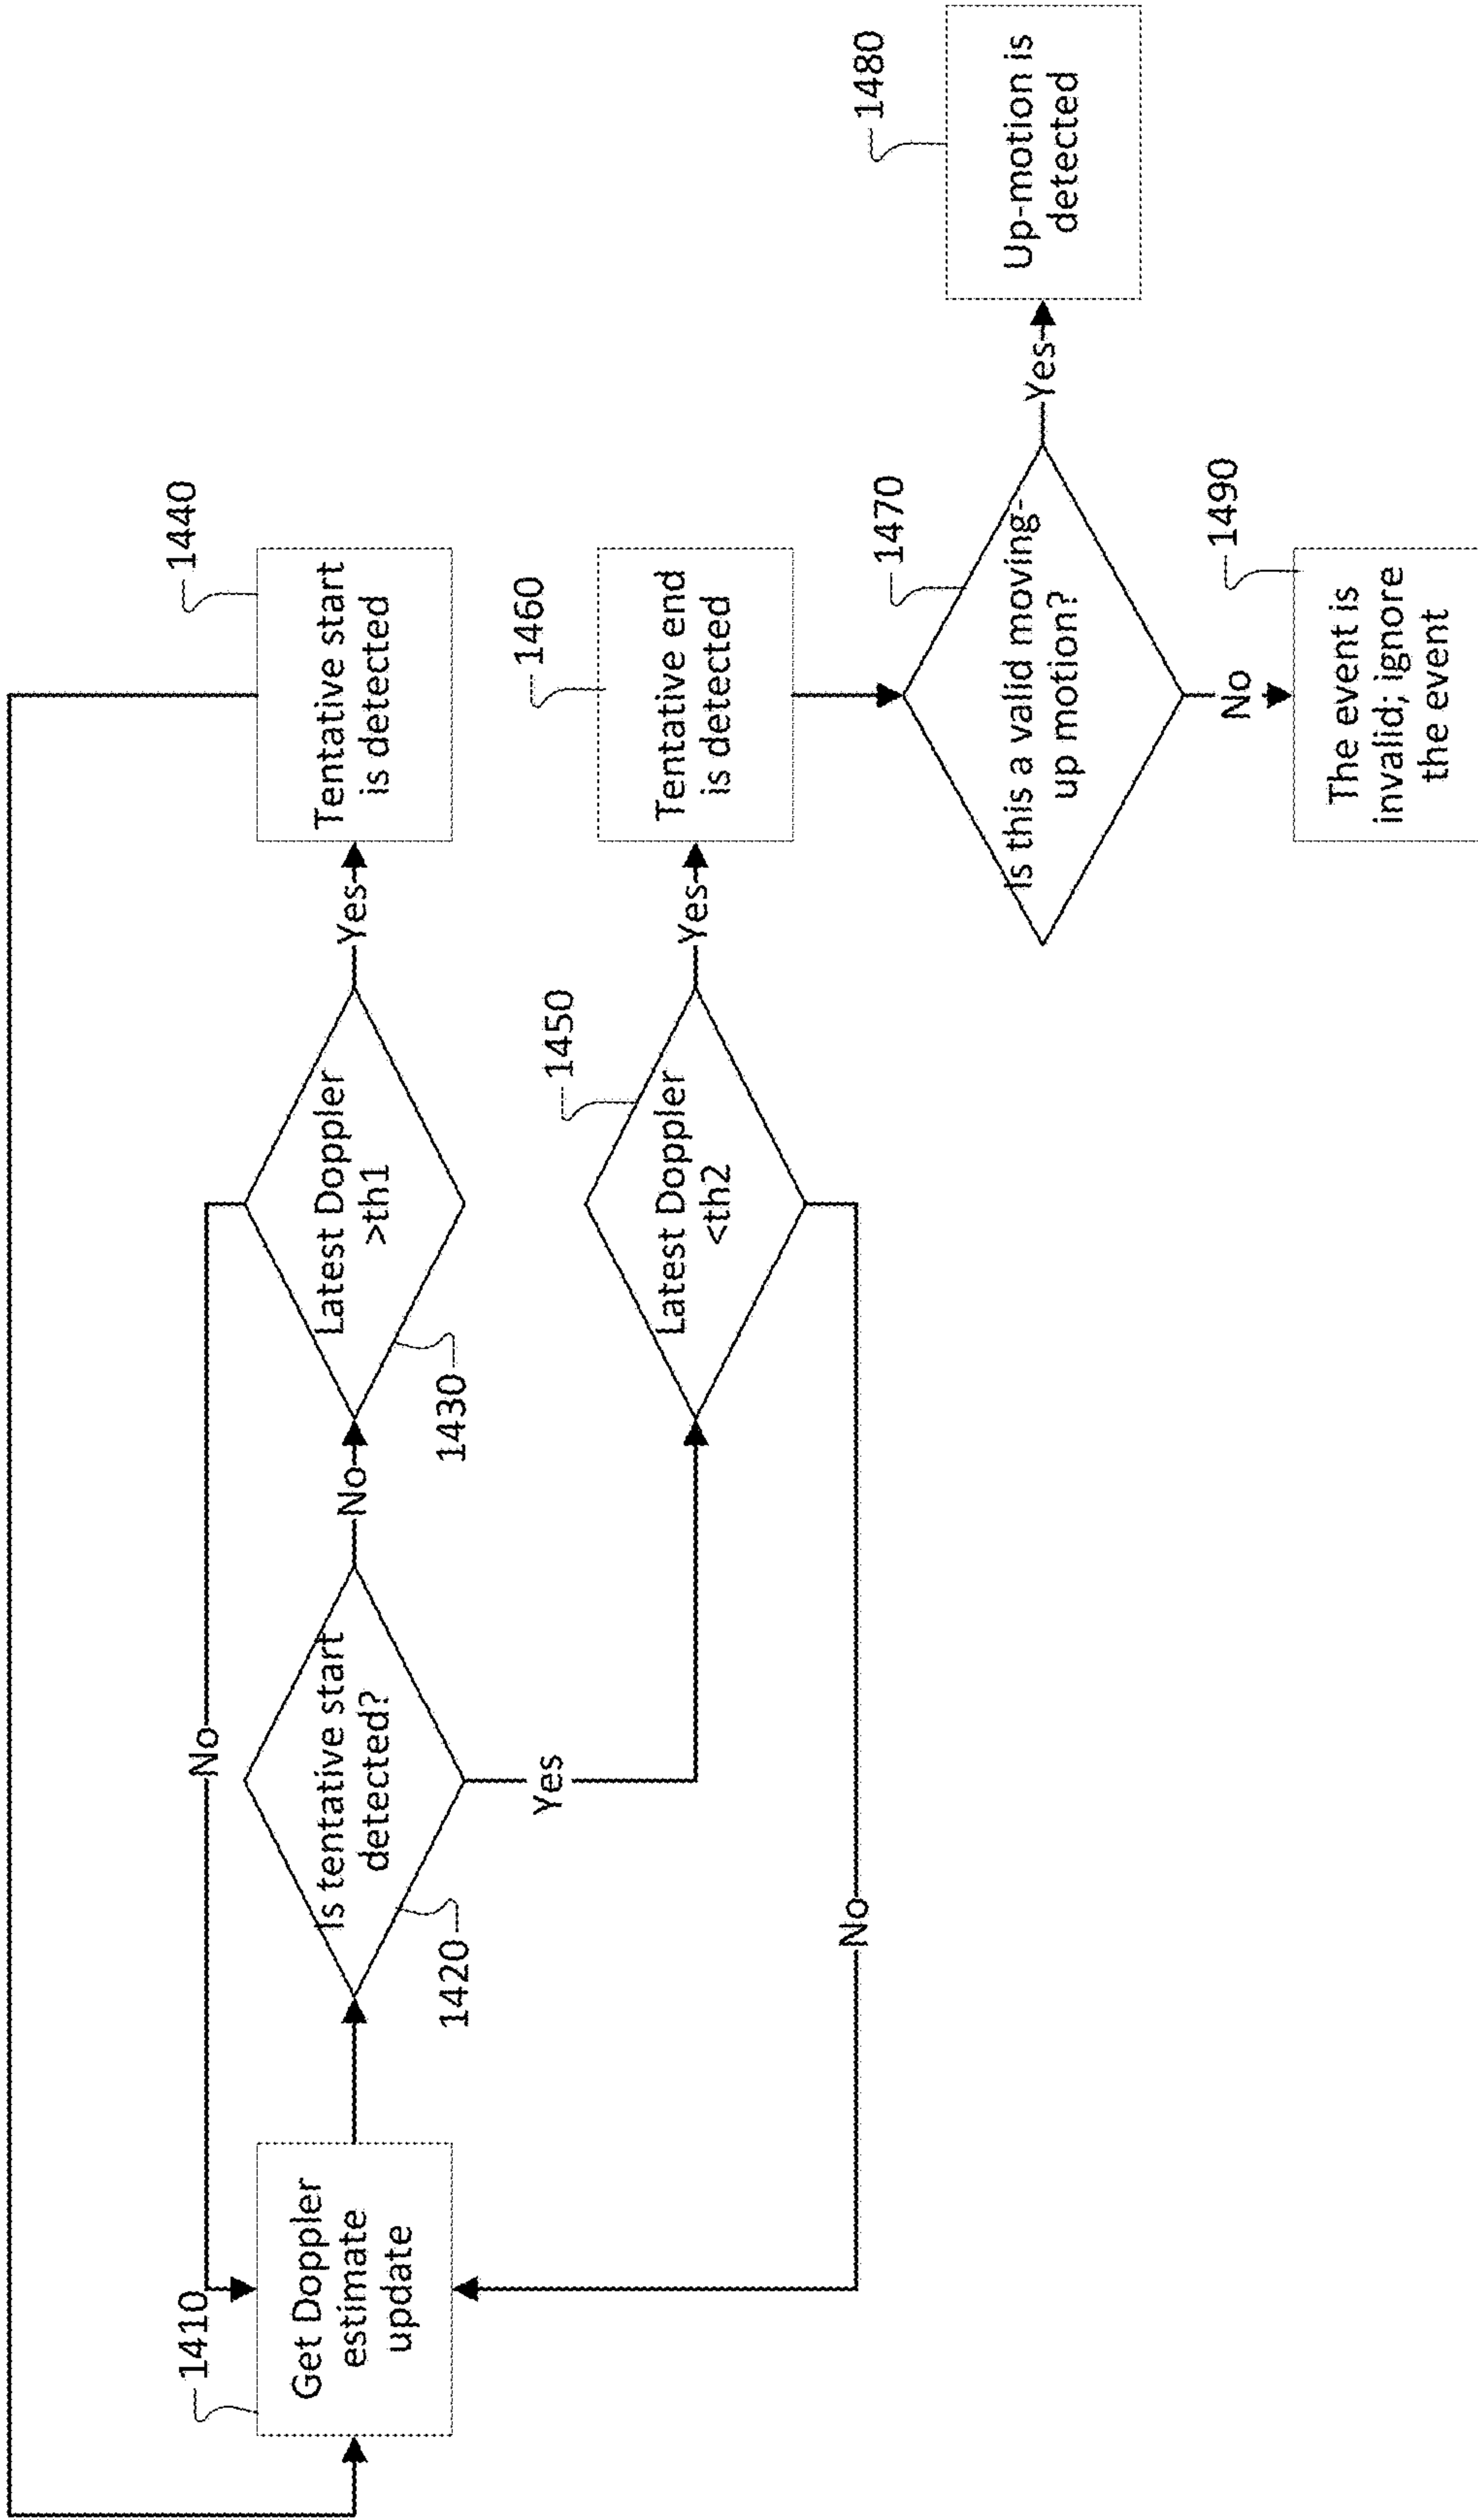 1410
Get Doppler
estimate
update
1420
Is tentative start
detected?
No
Yes
1430
Latest Doppler
>th1
No
Yes
1440
Tentative start
is detected
1450
Latest Doppler
<th2
No
Yes
1460
Tentative end
is detected
1470
Is this a valid moving-
up motion?
Yes
No
1480
Up-motion is
detected
1490
The event is
invalid; ignore
the event